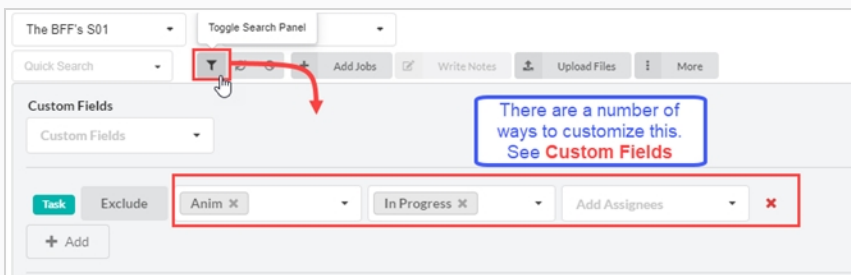 The BFF's S01
Toggle Search Panel
Quick Search
Add Jobs
Write Notes
Upload Files
More
Custom Fields
Custom Fields
There are a number of
ways to customize this.
See Custom Fields
Task
Exclude
Anim
In Progress
Add Assignees
Add